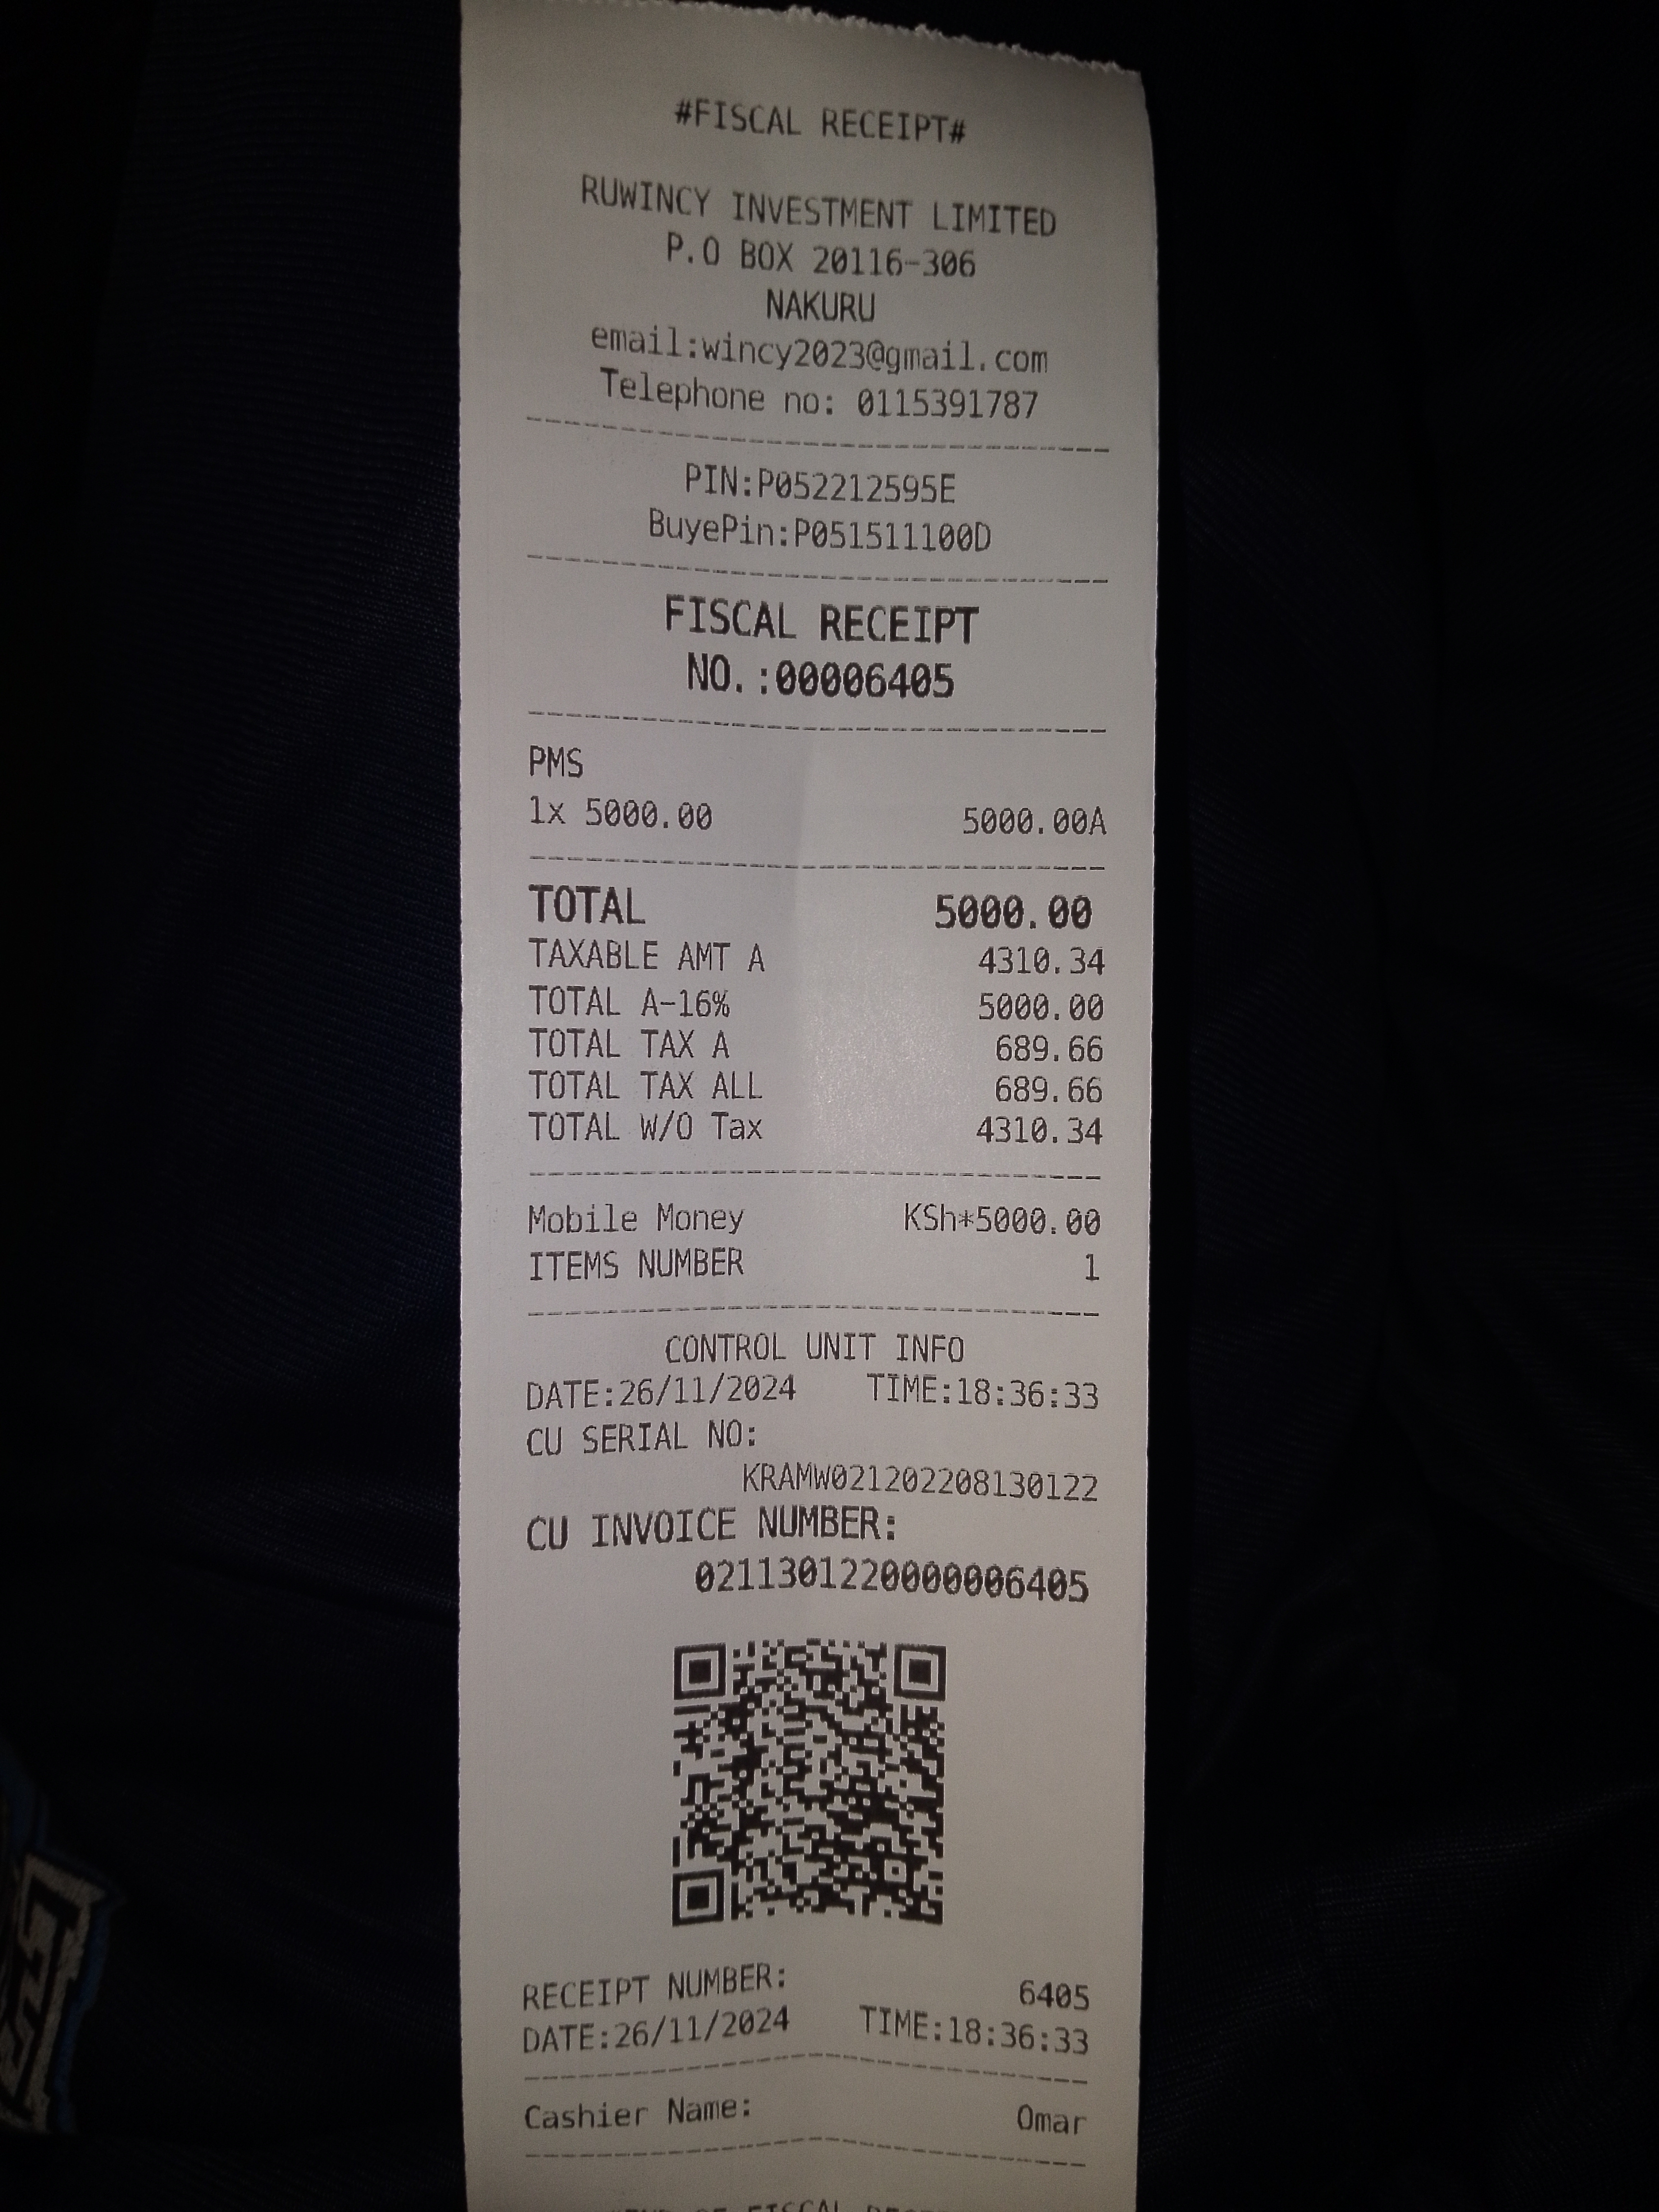 #FISCAL RECEIPT#
RUWINCY INVESTMENT LIMITED
P.O BOX 20116-306
NAKURU
email:wincy2023@gmail.com
Telephone no: 0115391787
PIN:P052212595E
BuyePin:P051511100D
FISCAL RECEIPT
NO.:00006405
PMS
1x 5000.00 5000.00A
TOTAL 5000.00
TAXABLE AMT A 4310.34
TOTAL A-16% 5000.00
TOTAL TAX A 689.66
TOTAL TAX ALL 689.66
TOTAL W/O Tax 4310.34
Mobile Money KSh*5000.00
ITEMS NUMBER 1
CONTROL UNIT INFO
DATE:26/11/2024 TIME:18:36:33
CU SERIAL NO:
KRAMW021202208130122
CU INVOICE NUMBER:
0211301220000006405
RECEIPT NUMBER: 6405
DATE:26/11/2024 TIME:18:36:33
Cashier Name: Omar